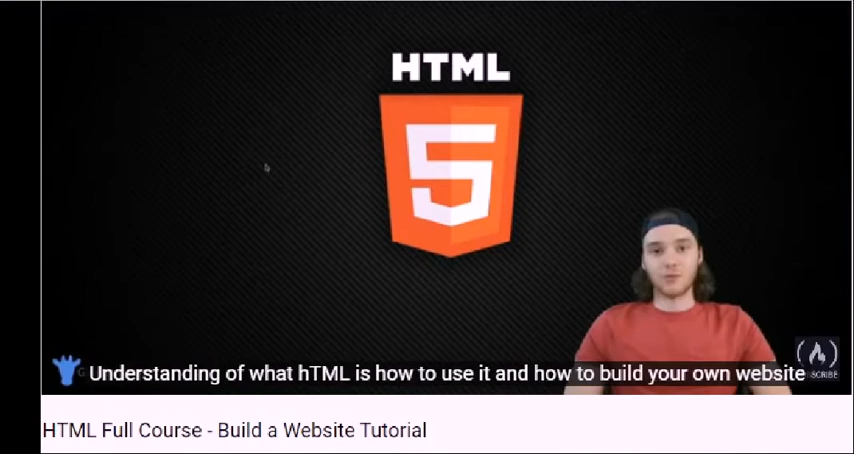 HTML
5
Understanding of what hTML is how to use it and how to build your own website
HTML Full Course - Build a Website Tutorial